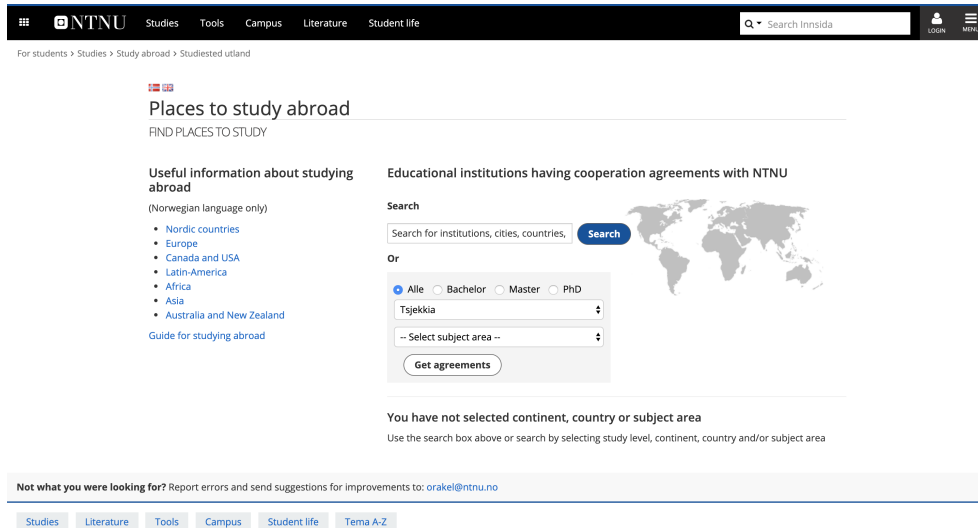 NTNU Studies Tools Campus Literature Student life Search Innsida LOGIN MENU
For students > Studies > Study abroad > Studiested utland
Places to study abroad
FIND PLACES TO STUDY
Useful information about studying abroad
(Norwegian language only)
Nordic countries
Europe
Canada and USA
Latin-America
Africa
Asia
Australia and New Zealand
Guide for studying abroad
Educational institutions having cooperation agreements with NTNU
Search
Search for institutions, cities, countries, Search
Or
Alle Bachelor Master PhD
Tsjekkia
-- Select subject area --
Get agreements
You have not selected continent, country or subject area
Use the search box above or search by selecting study level, continent, country and/or subject area
Not what you were looking for? Report errors and send suggestions for improvements to: orakel@ntnu.no
Studies Literature Tools Campus Student life Tema A-Z